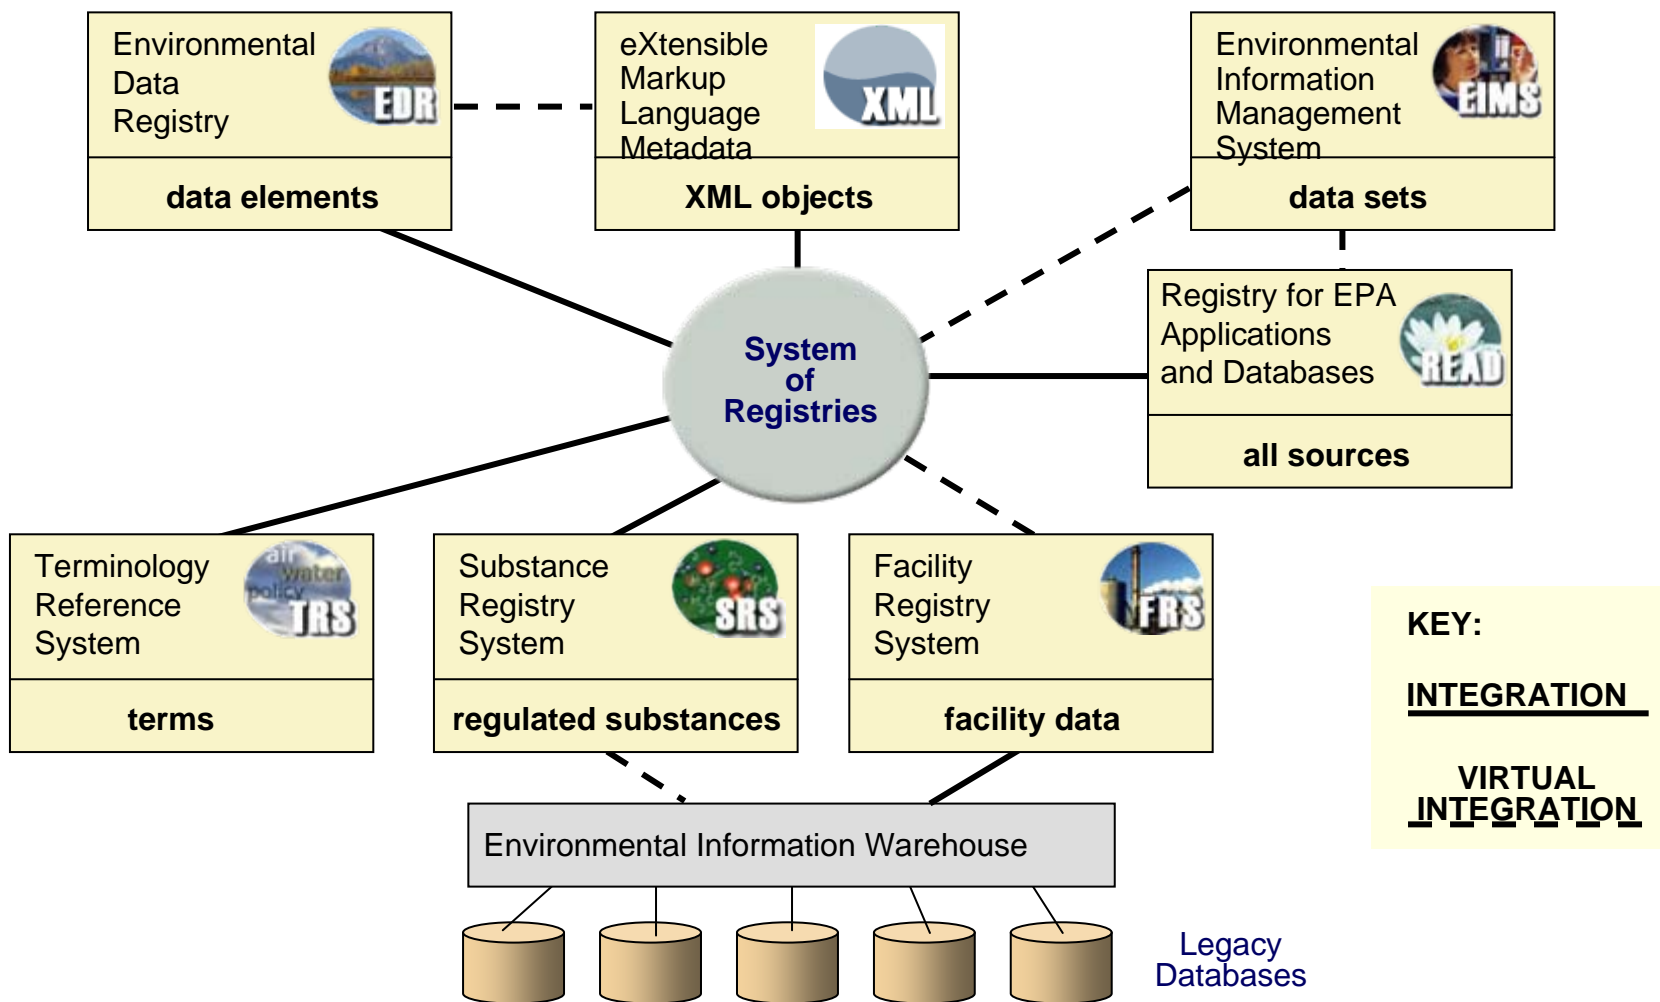 Environmental
Data
Registry
EDR
data elements
eXtensible
Markup
Language
Metadata
XML
XML objects
Environmental
Information
Management
System
EIMS
data sets
Registry for EPA
Applications
and Databases
READ
all sources
System
of
Registries
Terminology
Reference
System
air
water
policy
TRS
terms
Substance
Registry
System
SRS
regulated substances
Facility
Registry
System
FRS
facility data
KEY:
INTEGRATION
VIRTUAL
INTEGRATION
Environmental Information Warehouse
Legacy
Databases